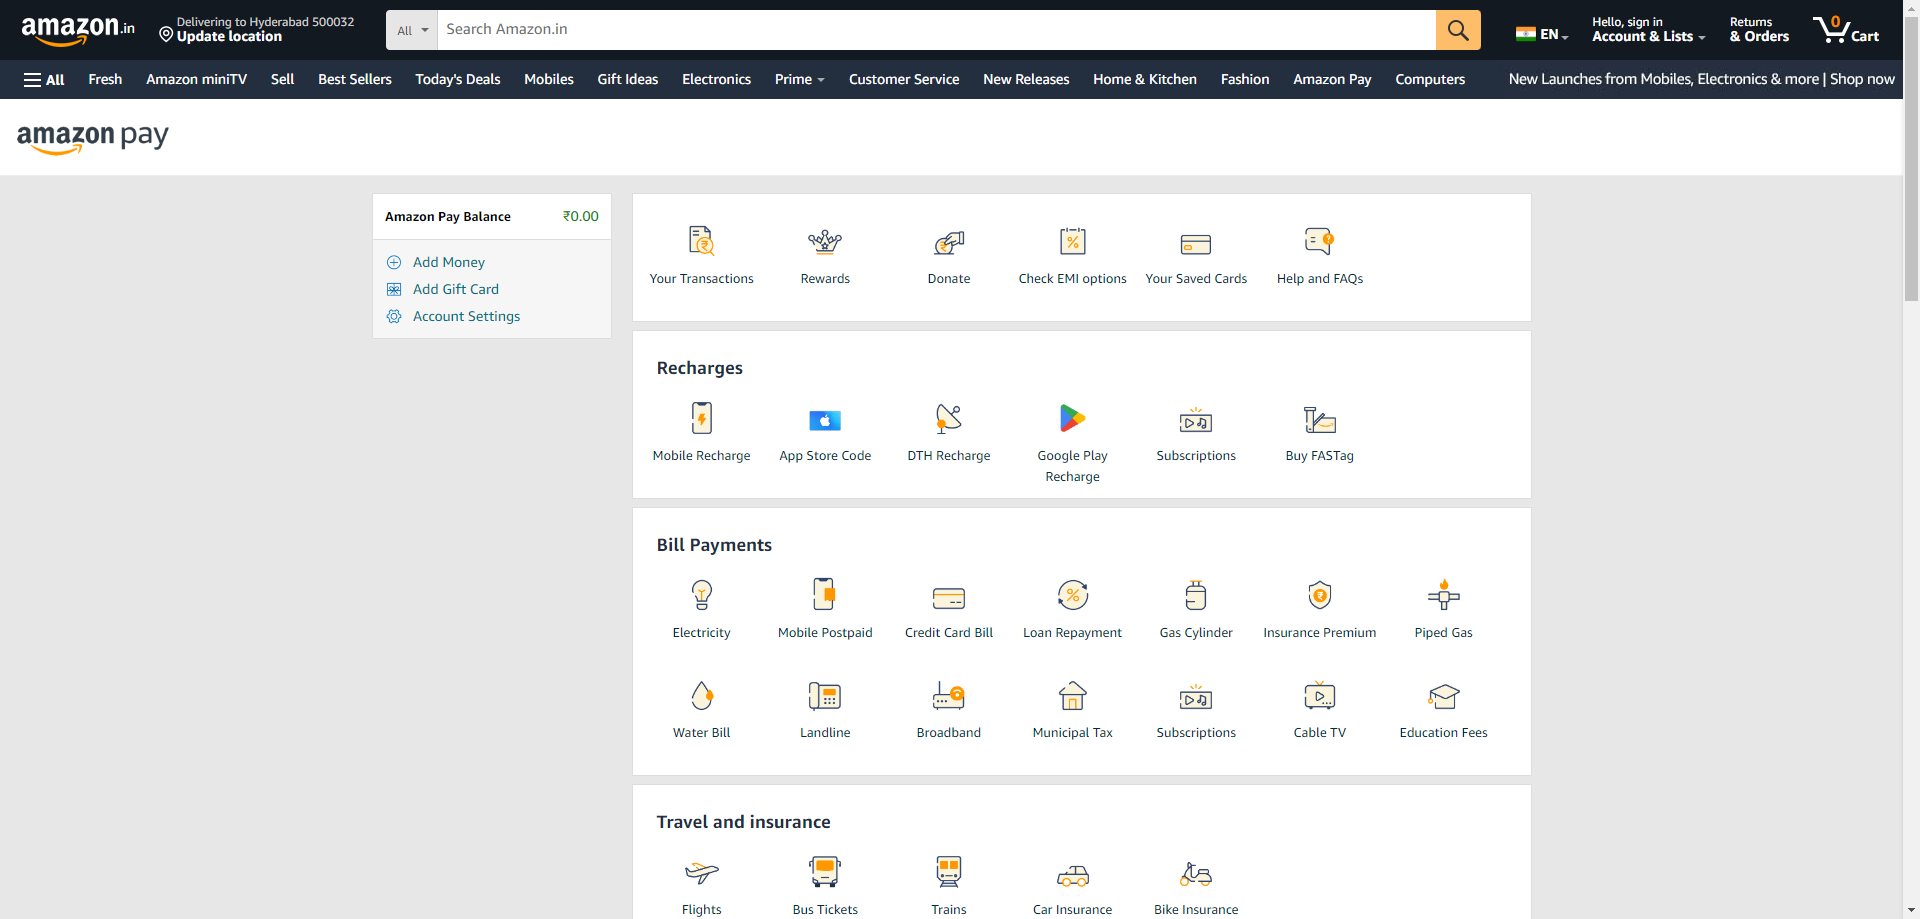 amazon.in
Delivering to Hyderabad 500032
Update location
All
Search Amazon.in
EN
Hello, sign in
Account & Lists
Returns
& Orders
0
Cart
All
Fresh
Amazon miniTV
Sell
Best Sellers
Today's Deals
Mobiles
Gift Ideas
Electronics
Prime
Customer Service
New Releases
Home & Kitchen
Fashion
Amazon Pay
Computers
New Launches from Mobiles, Electronics & more | Shop now
amazon pay
Amazon Pay Balance
₹0.00
Add Money
Add Gift Card
Account Settings
Your Transactions
Rewards
Donate
Check EMI options
Your Saved Cards
Help and FAQs
Recharges
Mobile Recharge
App Store Code
DTH Recharge
Google Play
Recharge
Subscriptions
Buy FASTag
Bill Payments
Electricity
Mobile Postpaid
Credit Card Bill
Loan Repayment
Gas Cylinder
Insurance Premium
Piped Gas
Water Bill
Landline
Broadband
Municipal Tax
Subscriptions
Cable TV
Education Fees
Travel and insurance
Flights
Bus Tickets
Trains
Car Insurance
Bike Insurance